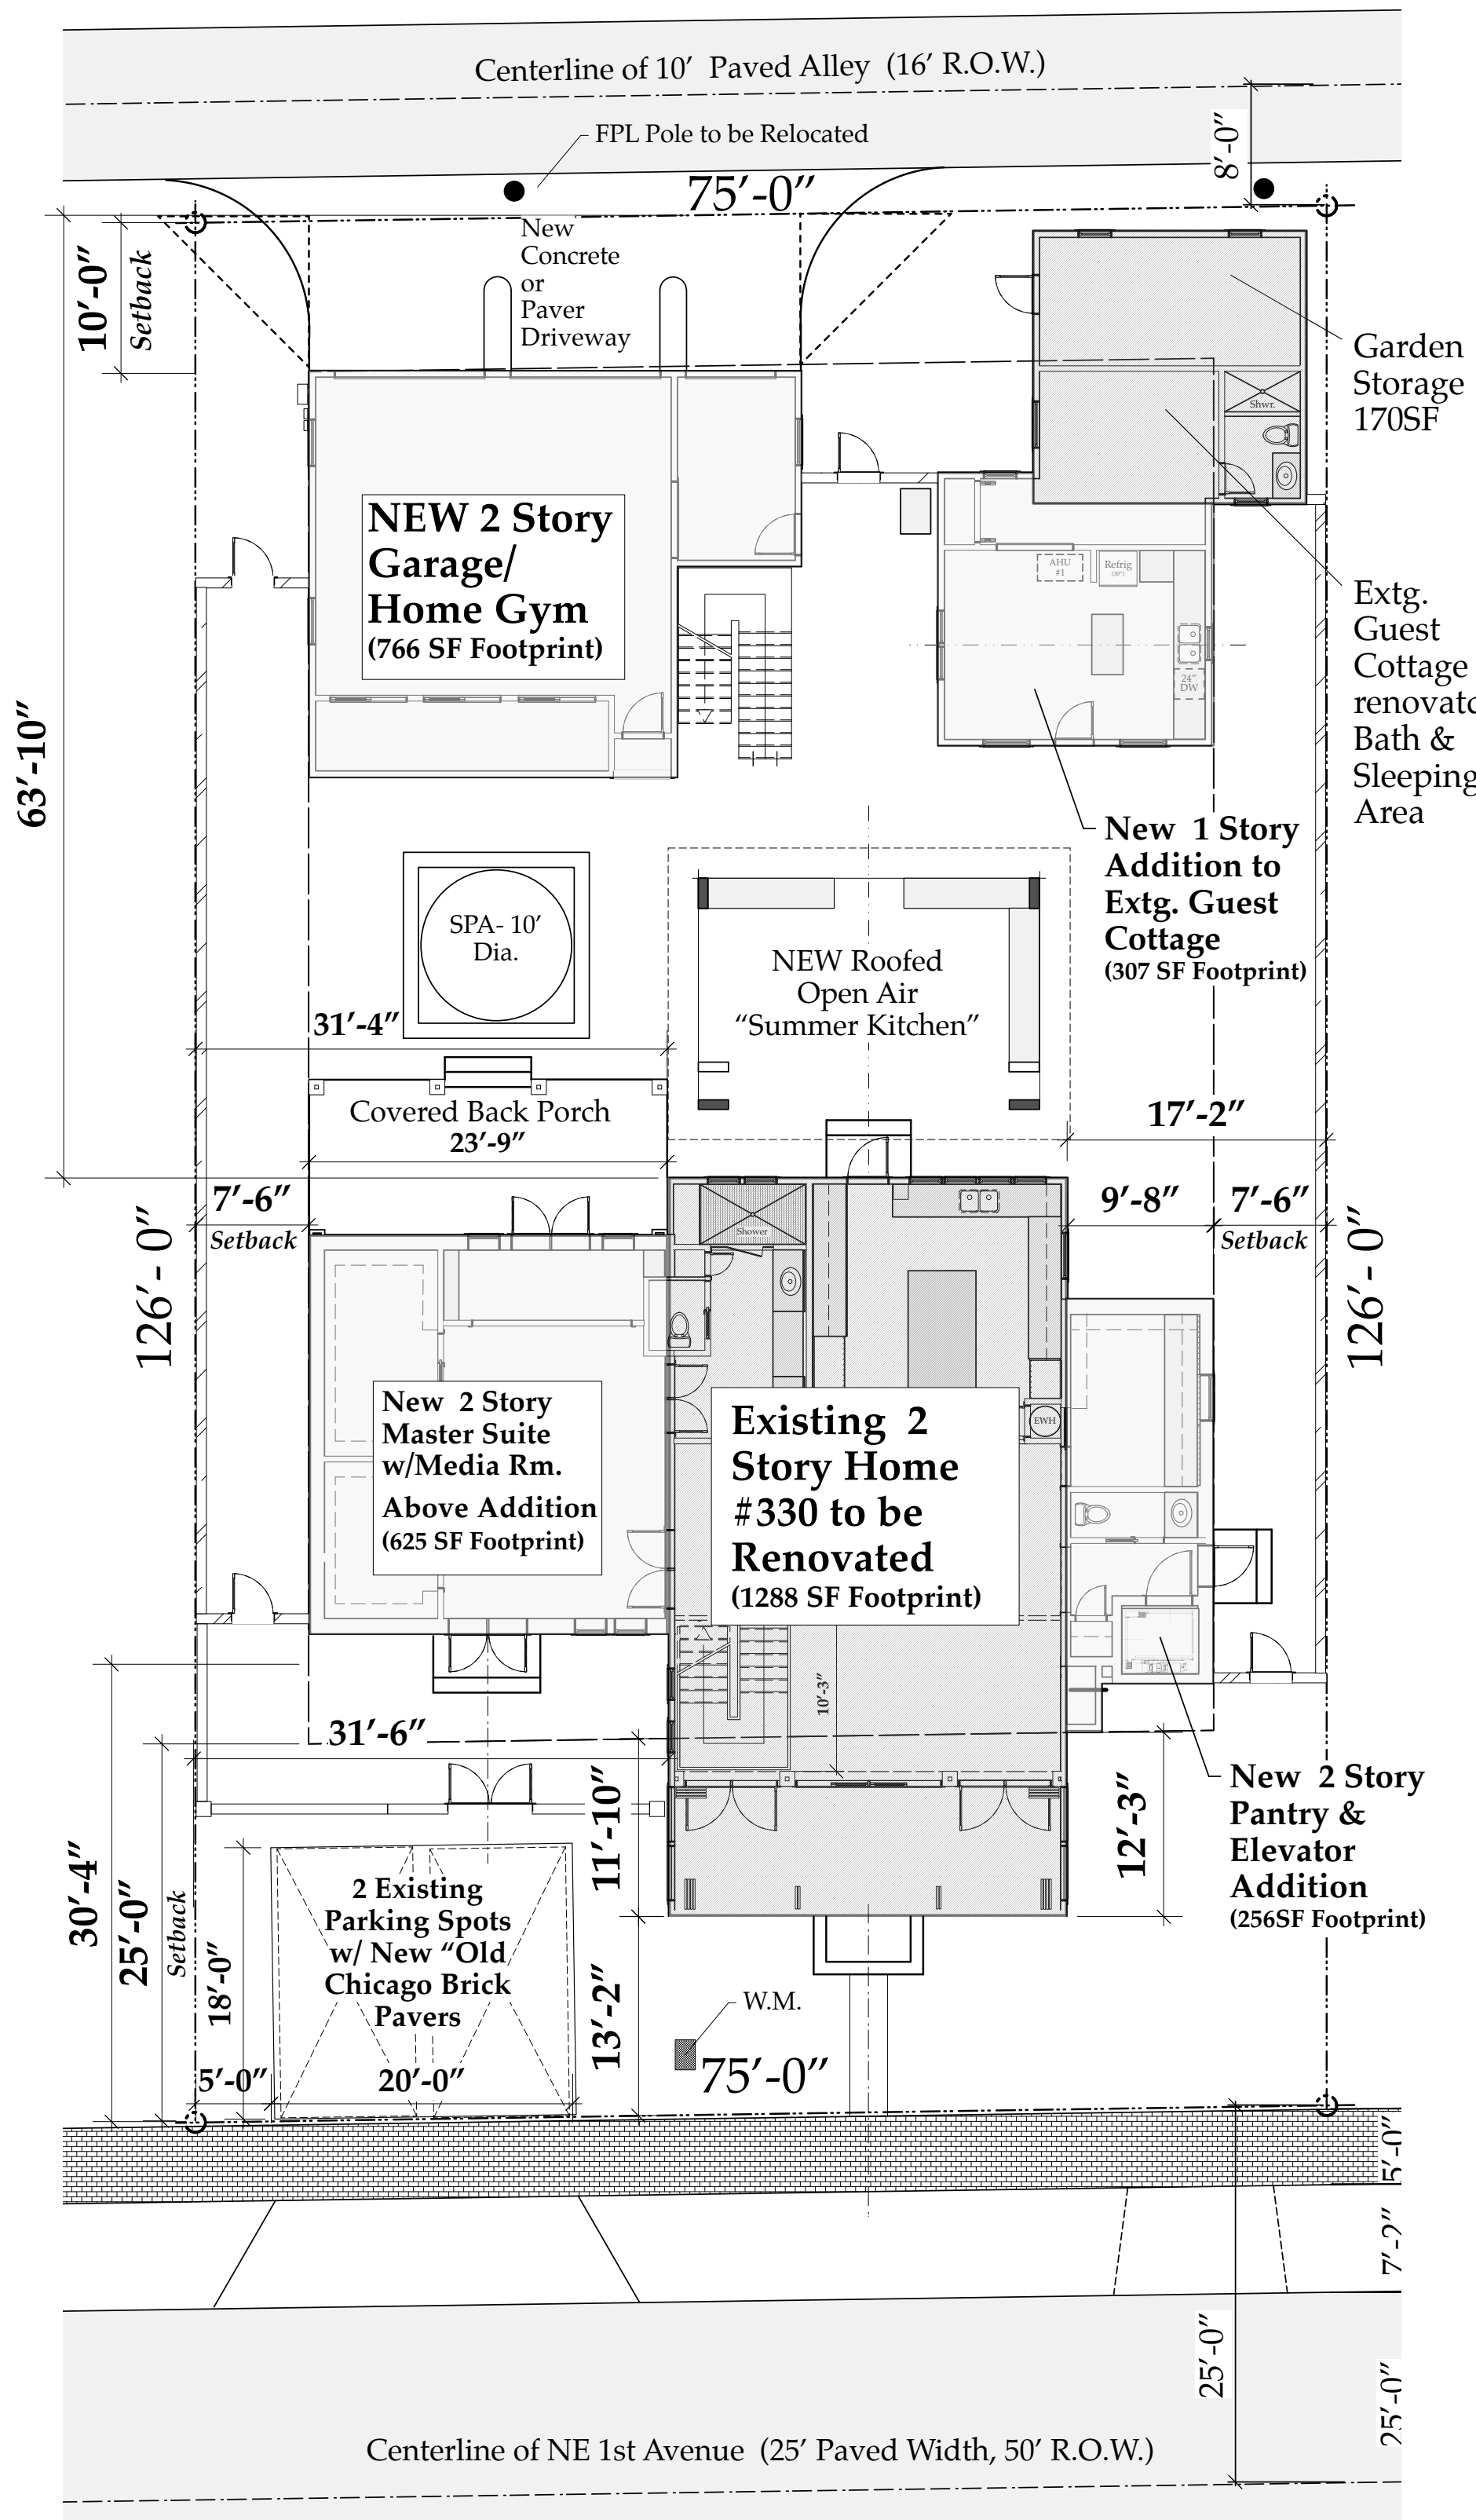 Centerline of 10’ Paved Alley (16’ R.O.W.)
FPL Pole to be Relocated
8’-0”
75’-0”
10’-0”
Setback
New
Concrete
or
Paver
Driveway
Garden
Storage
170SF
Shwr.
NEW 2 Story
Garage/
Home Gym
(766 SF Footprint)
AHU
#1
Refrig
(30")
24"
DW
Extg.
Guest
Cottage
Bath &
Sleeping
Area
63’-10”
New 1 Story
Addition to
Extg. Guest
Cottage
(307 SF Footprint)
SPA- 10’
Dia.
NEW Roofed
Open Air
“Summer Kitchen”
31’-4”
Covered Back Porch
23’-9”
17’-2”
7’-6”
Setback
9’-8”
7’-6”
Setback
126’- 0”
126’- 0”
Shower
New 2 Story
Master Suite
w/Media Rm.
Above Addition
(625 SF Footprint)
Existing 2
Story Home
#330 to be
Renovated
(1288 SF Footprint)
EWH
10’-3”
31’-6”
11’-10”
12’-3”
New 2 Story
Pantry &
Elevator
Addition
(256SF Footprint)
30’-4”
25’-0”
Setback
18’-0”
2 Existing
Parking Spots
w/ New “Old
Chicago Brick
Pavers
13’-2”
W.M.
5’-0”
20’-0”
75’-0”
5’-0”
7’-2”
25’-0”
25’-0”
Centerline of NE 1st Avenue (25’ Paved Width, 50’ R.O.W.)